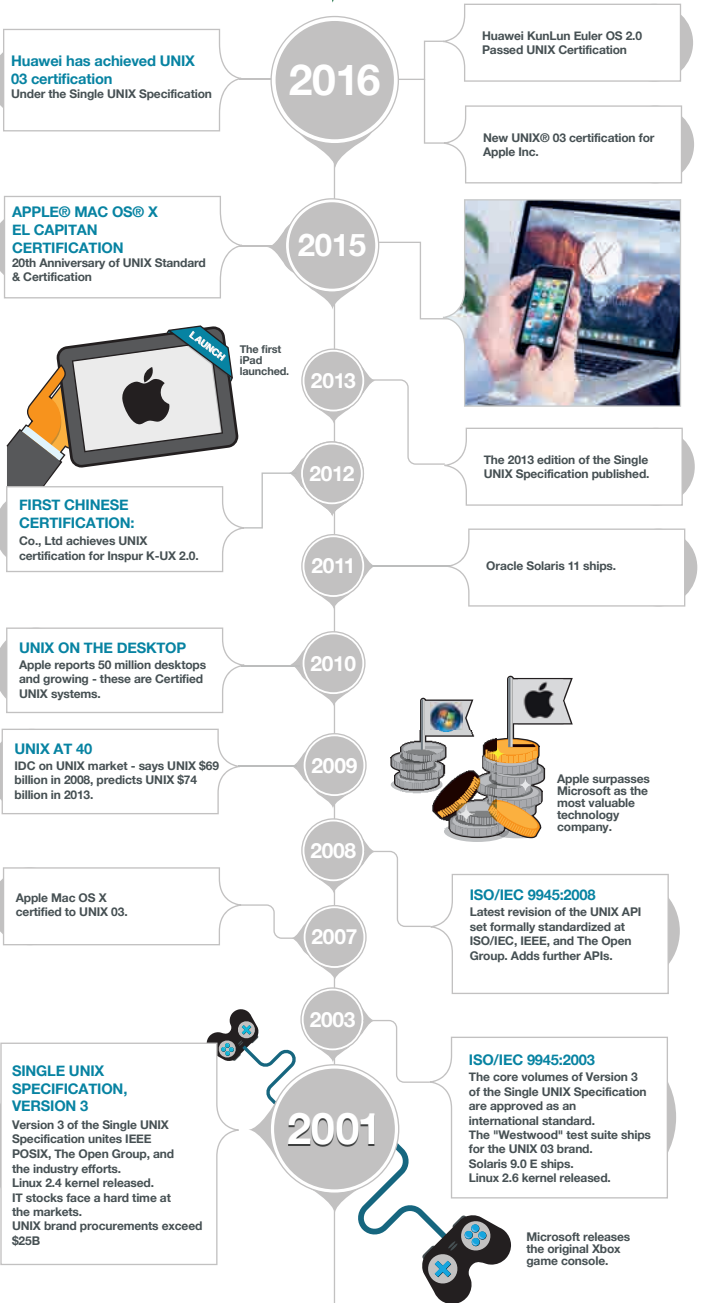 Huawei has achieved UNIX
03 certification
Under the Single UNIX Specification
2016
Huawei KunLun Euler OS 2.0
Passed UNIX Certification
New UNIX® 03 certification for
Apple Inc.
APPLE® MAC OS® X
EL CAPITAN
CERTIFICATION
20th Anniversary of UNIX Standard
& Certification
2015
LAUNCH
The first
iPad
launched.
2013
The 2013 edition of the Single
UNIX Specification published.
2012
FIRST CHINESE
CERTIFICATION:
Co., Ltd achieves UNIX
certification for Inspur K-UX 2.0.
2011
Oracle Solaris 11 ships.
UNIX ON THE DESKTOP
Apple reports 50 million desktops
and growing - these are Certified
UNIX systems.
2010
UNIX AT 40
IDC on UNIX market - says UNIX $69
billion in 2008, predicts UNIX $74
billion in 2013.
2009
Apple surpasses
Microsoft as the
most valuable
technology
company.
2008
ISO/IEC 9945:2008
Latest revision of the UNIX API
set formally standardized at
ISO/IEC, IEEE, and The Open
Group. Adds further APIs.
Apple Mac OS X
certified to UNIX 03.
2007
2003
ISO/IEC 9945:2003
The core volumes of Version 3
of the Single UNIX Specification
are approved as an
international standard.
The "Westwood" test suite ships
for the UNIX 03 brand.
Solaris 9.0 E ships.
Linux 2.6 kernel released.
SINGLE UNIX
SPECIFICATION,
VERSION 3
Version 3 of the Single UNIX
Specification unites IEEE
POSIX, The Open Group, and
the industry efforts.
Linux 2.4 kernel released.
IT stocks face a hard time at
the markets.
UNIX brand procurements exceed
$25B
2001
Microsoft releases
the original Xbox
game console.